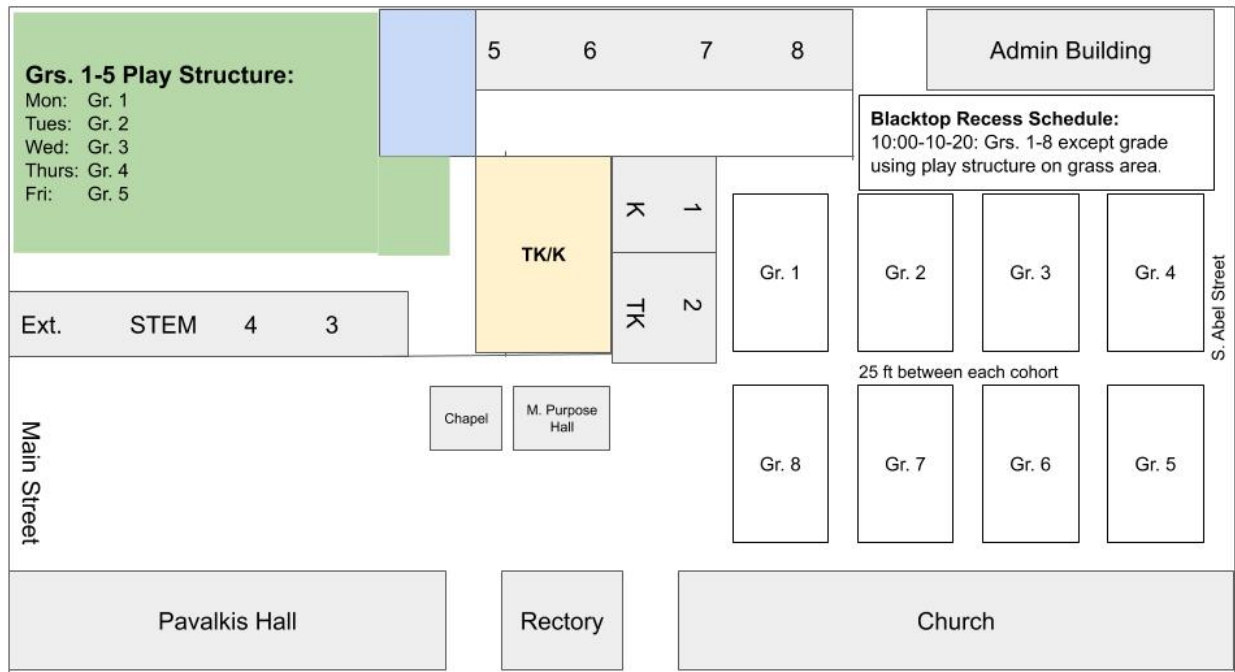 Grs. 1-5 Play Structure:
Mon: Gr. 1
Tues: Gr. 2
Wed: Gr. 3
Thurs: Gr. 4
Fri: Gr. 5
5 6 7 8
Admin Building
Blacktop Recess Schedule:
10:00-10-20: Grs. 1-8 except grade
using play structure on grass area.
TK/K
K 1
TK 2
Gr. 1 Gr. 2 Gr. 3 Gr. 4
S. Abel Street
Ext. STEM 4 3
25 ft between each cohort
Chapel
M. Purpose
Hall
Main Street
Gr. 8 Gr. 7 Gr. 6 Gr. 5
Pavalkis Hall
Rectory
Church